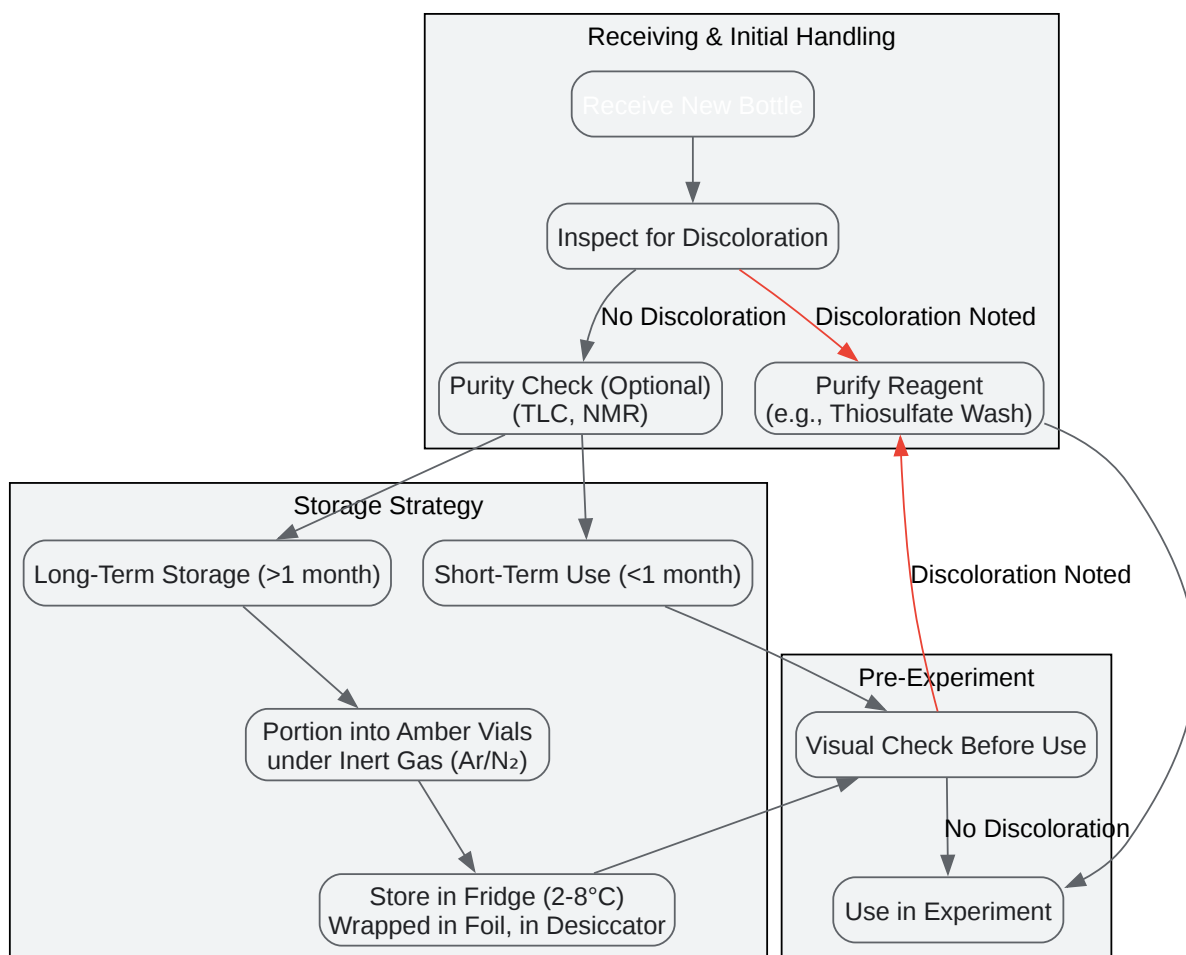 Receiving & Initial Handling
Receive New Bottle
Inspect for Discoloration
No Discoloration
Discoloration Noted
Purity Check (Optional)
(TLC, NMR)
Purify Reagent
(e.g., Thiosulfate Wash)
Storage Strategy
Long-Term Storage (>1 month)
Short-Term Use (<1 month)
Discoloration Noted
Portion into Amber Vials
under Inert Gas (Ar/N₂)
Pre-Experiment
Visual Check Before Use
No Discoloration
Store in Fridge (2-8°C)
Wrapped in Foil, in Desiccator
Use in Experiment